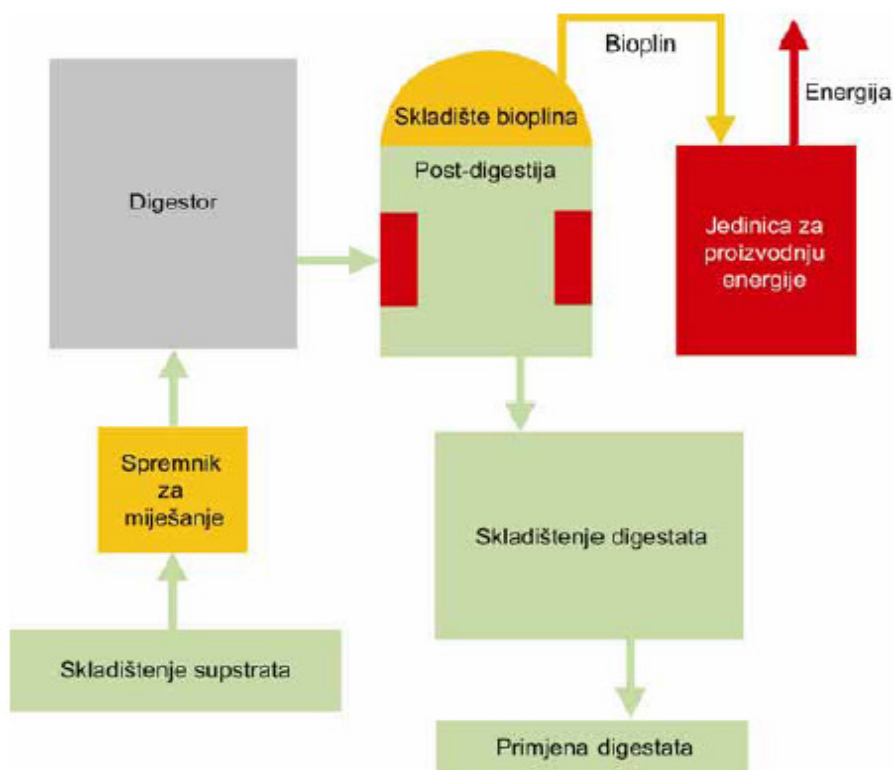 Bioplin
Energija
Skladište bioplina
Post-digestija
Digestor
Jedinica za
proizvodnju
energije
Spremnik
za
miješanje
Skladištenje digestata
Skladištenje supstrata
Primjena digestata